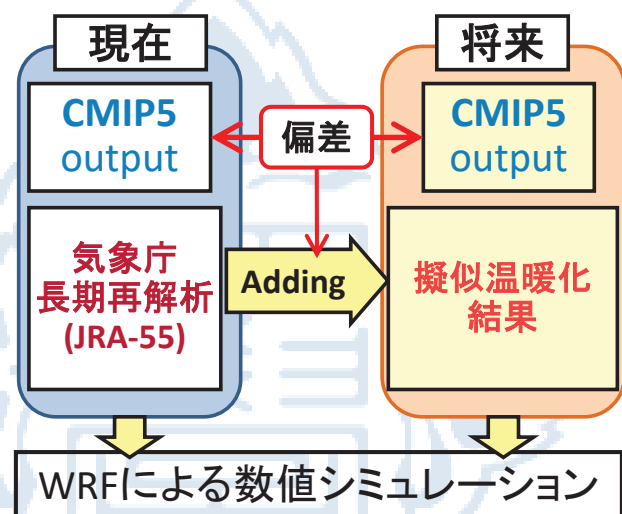 現在
将来
CMIP5
output
偏差
CMIP5
output
気象庁
長期再解析
(JRA-55)
Adding
擬似温暖化
結果
WRFによる数値シミュレーション